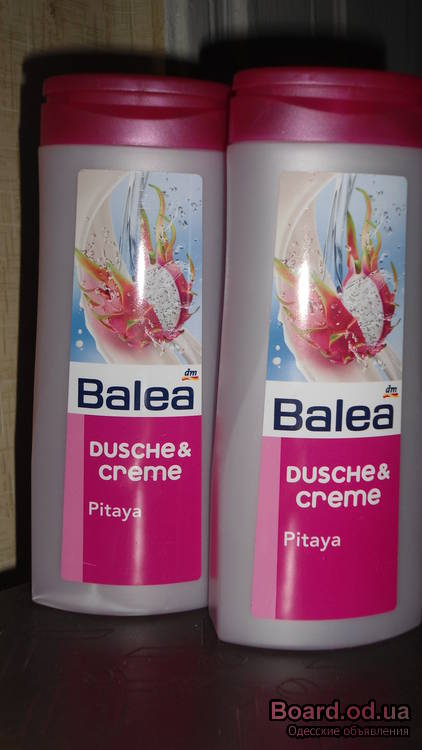 dm
Balea
DUSCHE &
creme
Pitaya
dm
Balea
DUSCHE &
creme
Pitaya
Board.od.ua
Одесские объявления